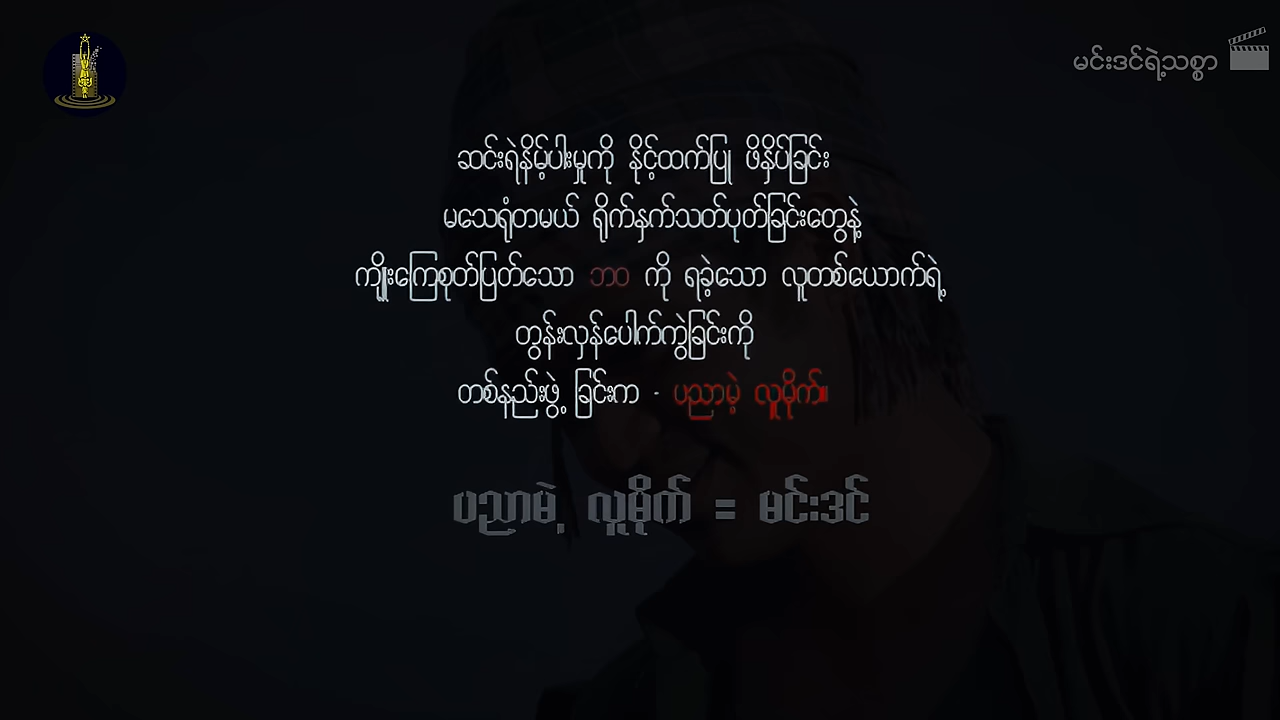 မင်းဒင်ရဲ့သစ္စာ
ဆင်းရဲနိမ့်ပါးမှုကို နိုင့်ထက်ပြု ဖိနှိပ်ခြင်း
မသေရုံတမယ် ရိုက်နှက်သတ်ပုတ်ခြင်းတွေနဲ့
ကျိုးကြေစုတ်ပြတ်သော ဘဝ ကို ရခဲ့သော လူတစ်ယောက်ရဲ့
တွန်းလှန်ပေါက်ကွဲခြင်းကို
တစ်နည်းဖွဲ့ ခြင်းက - ပညာမဲ့ လူမိုက်။
ပညာမဲ့ လူမိုက် = မင်းဒင်